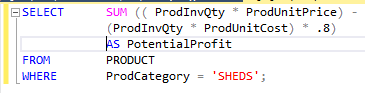 SELECT SUM (( ProdInvQty * ProdUnitPrice) -
(ProdInvQty * ProdUnitCost) * .8)
AS PotentialProfit
FROM PRODUCT
WHERE ProdCategory = 'SHEDS';